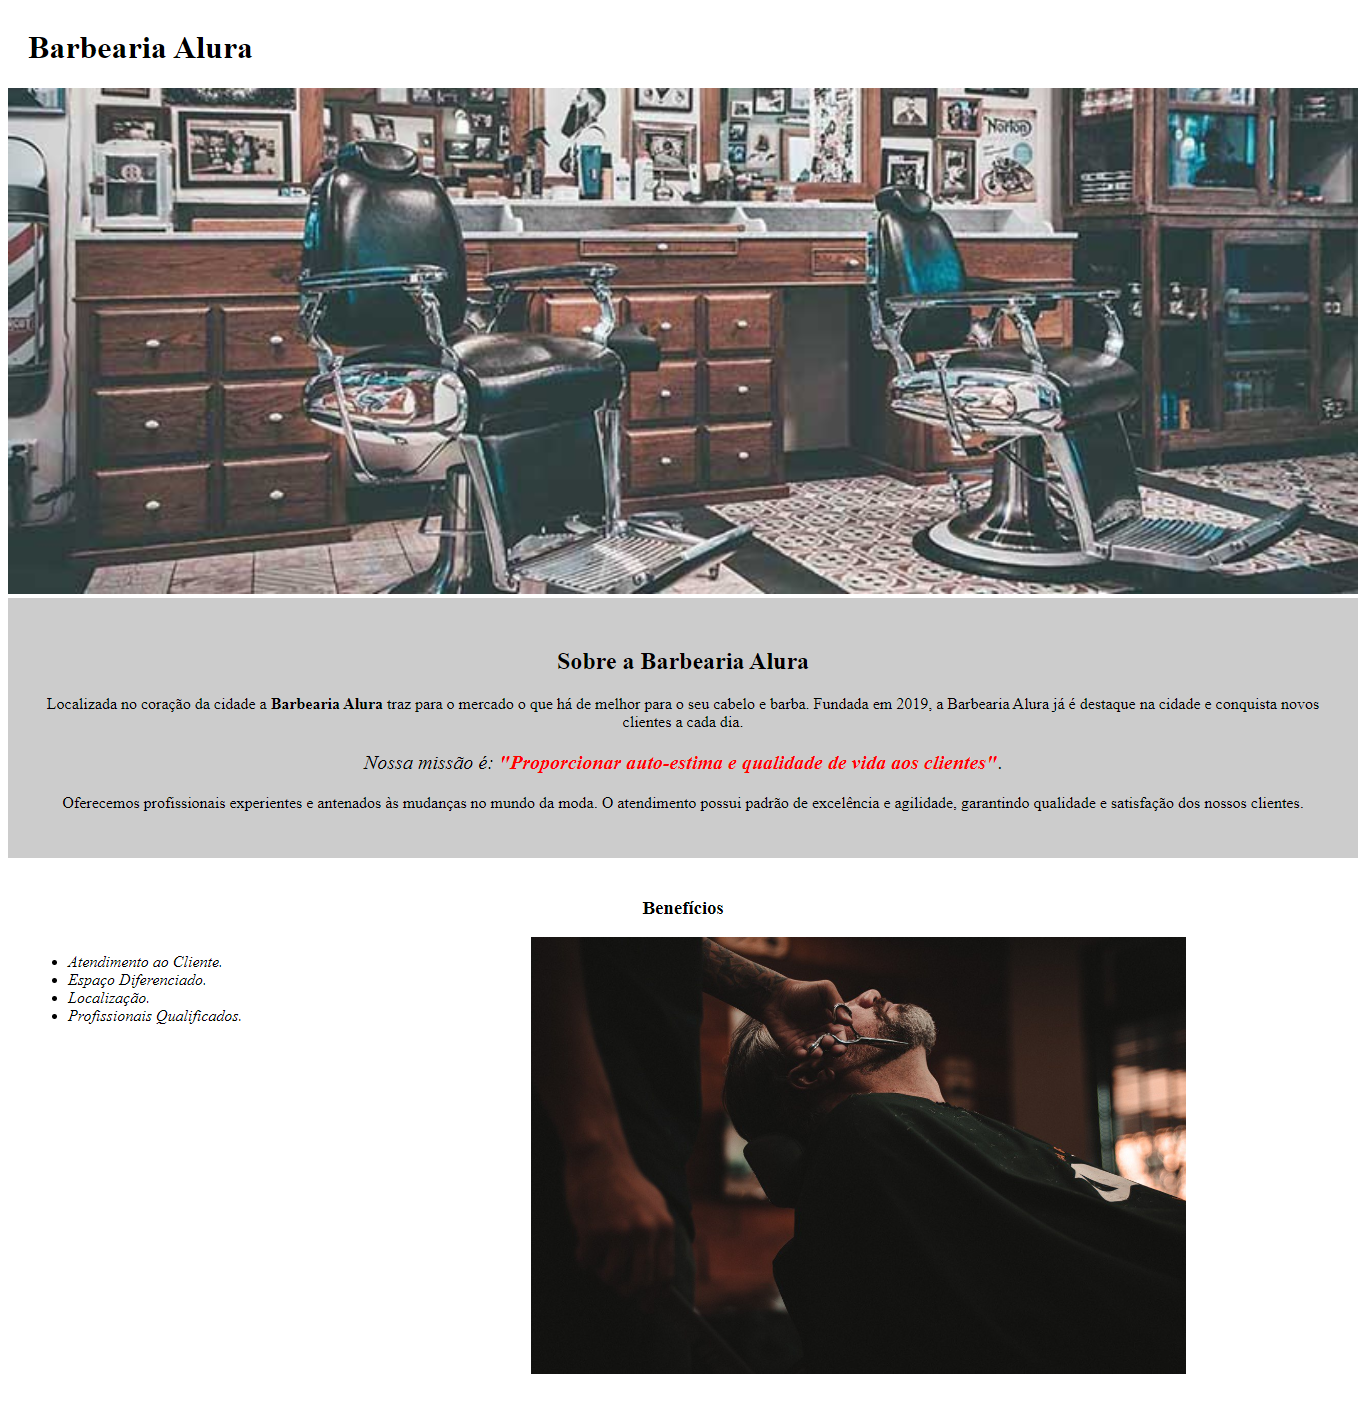 Barbearia Alura
Norton
Sobre a Barbearia Alura
Localizada no coração da cidade a Barbearia Alura traz para o mercado o que há de melhor para o seu cabelo e barba. Fundada em 2019, a Barbearia Alura já é destaque na cidade e conquista novos
clientes a cada dia.
Nossa missão é: "Proporcionar auto-estima e qualidade de vida aos clientes".
Oferecemos profissionais experientes e antenados às mudanças no mundo da moda. O atendimento possui padrão de excelência e agilidade, garantindo qualidade e satisfação dos nossos clientes.
Benefícios
Atendimento ao Cliente.
Espaço Diferenciado.
Localização.
Profissionais Qualificados.